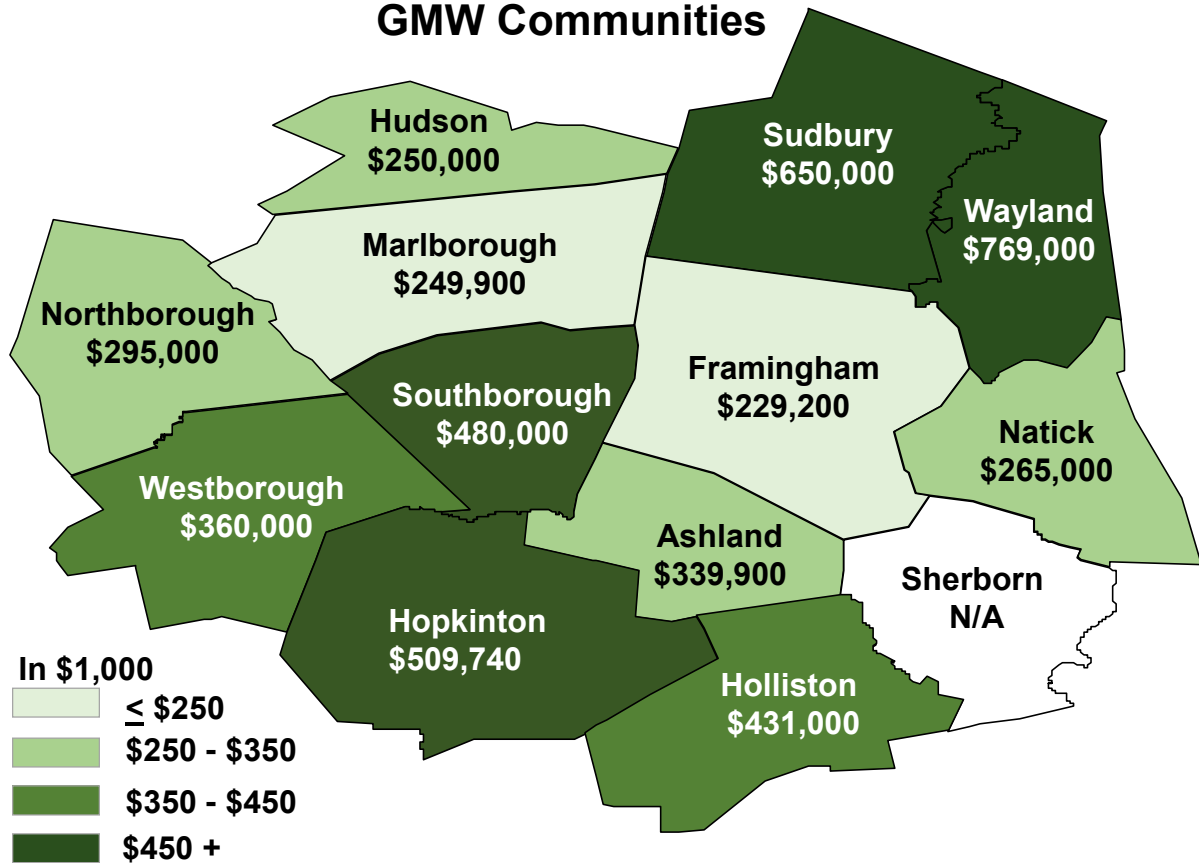 GMW Communities
Hudson
$250,000
Sudbury
$650,000
Wayland
$769,000
Marlborough
$249,900
Northborough
$295,000
Framingham
$229,200
Southborough
$480,000
Natick
$265,000
Westborough
$360,000
Ashland
$339,900
Sherborn
N/A
Hopkinton
$509,740
Holliston
$431,000
In $1,000
≤ $250
$250 - $350
$350 - $450
$450 +